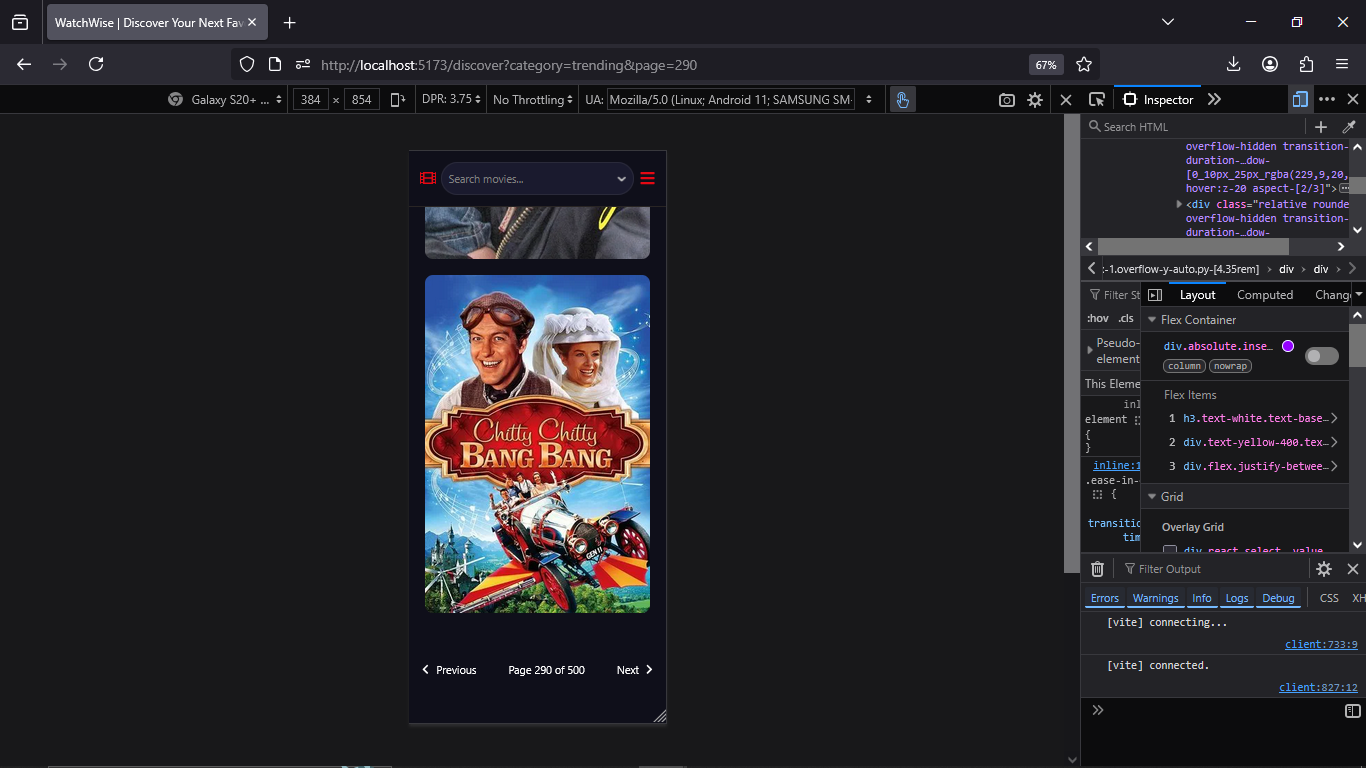 WatchWise | Discover Your Next Fav
http://localhost:5173/discover?category=trending&page=290
67%
Galaxy S20+ ...
384 × 854
DPR: 3.75
No Throttling
UA: Mozilla/5.0 (Linux; Android 11; SAMSUNG SM-
Inspector
Search HTML
overflow-hidden transition-
duration-…dow-
[0_10px_25px_rgba(229,9,20,
hover:z-20 aspect-[2/3]">
<div class="relative rounde
overflow-hidden transition-
duration-…dow-
:-1.overflow-y-auto.py-[4.35rem] > div > div >
Filter St
:hov .cls
Pseudo-
element
This Eleme
inl
element
{
}
inline:1
.ease-in-
{
transitio
tim
Layout
Computed
Chang
Flex Container
div.absolute.inse…
column nowrap
Flex Items
1 h3.text-white.text-base…
2 div.text-yellow-400.tex…
3 div.flex.justify-betwee…
Grid
Overlay Grid
div.react_select__value
Filter Output
Errors Warnings Info Logs Debug CSS XH
[vite] connecting...
client:733:9
[vite] connected.
client:827:12
Search movies...
Chitty Chitty
BANG BANG
GEN 11
Previous
Page 290 of 500
Next